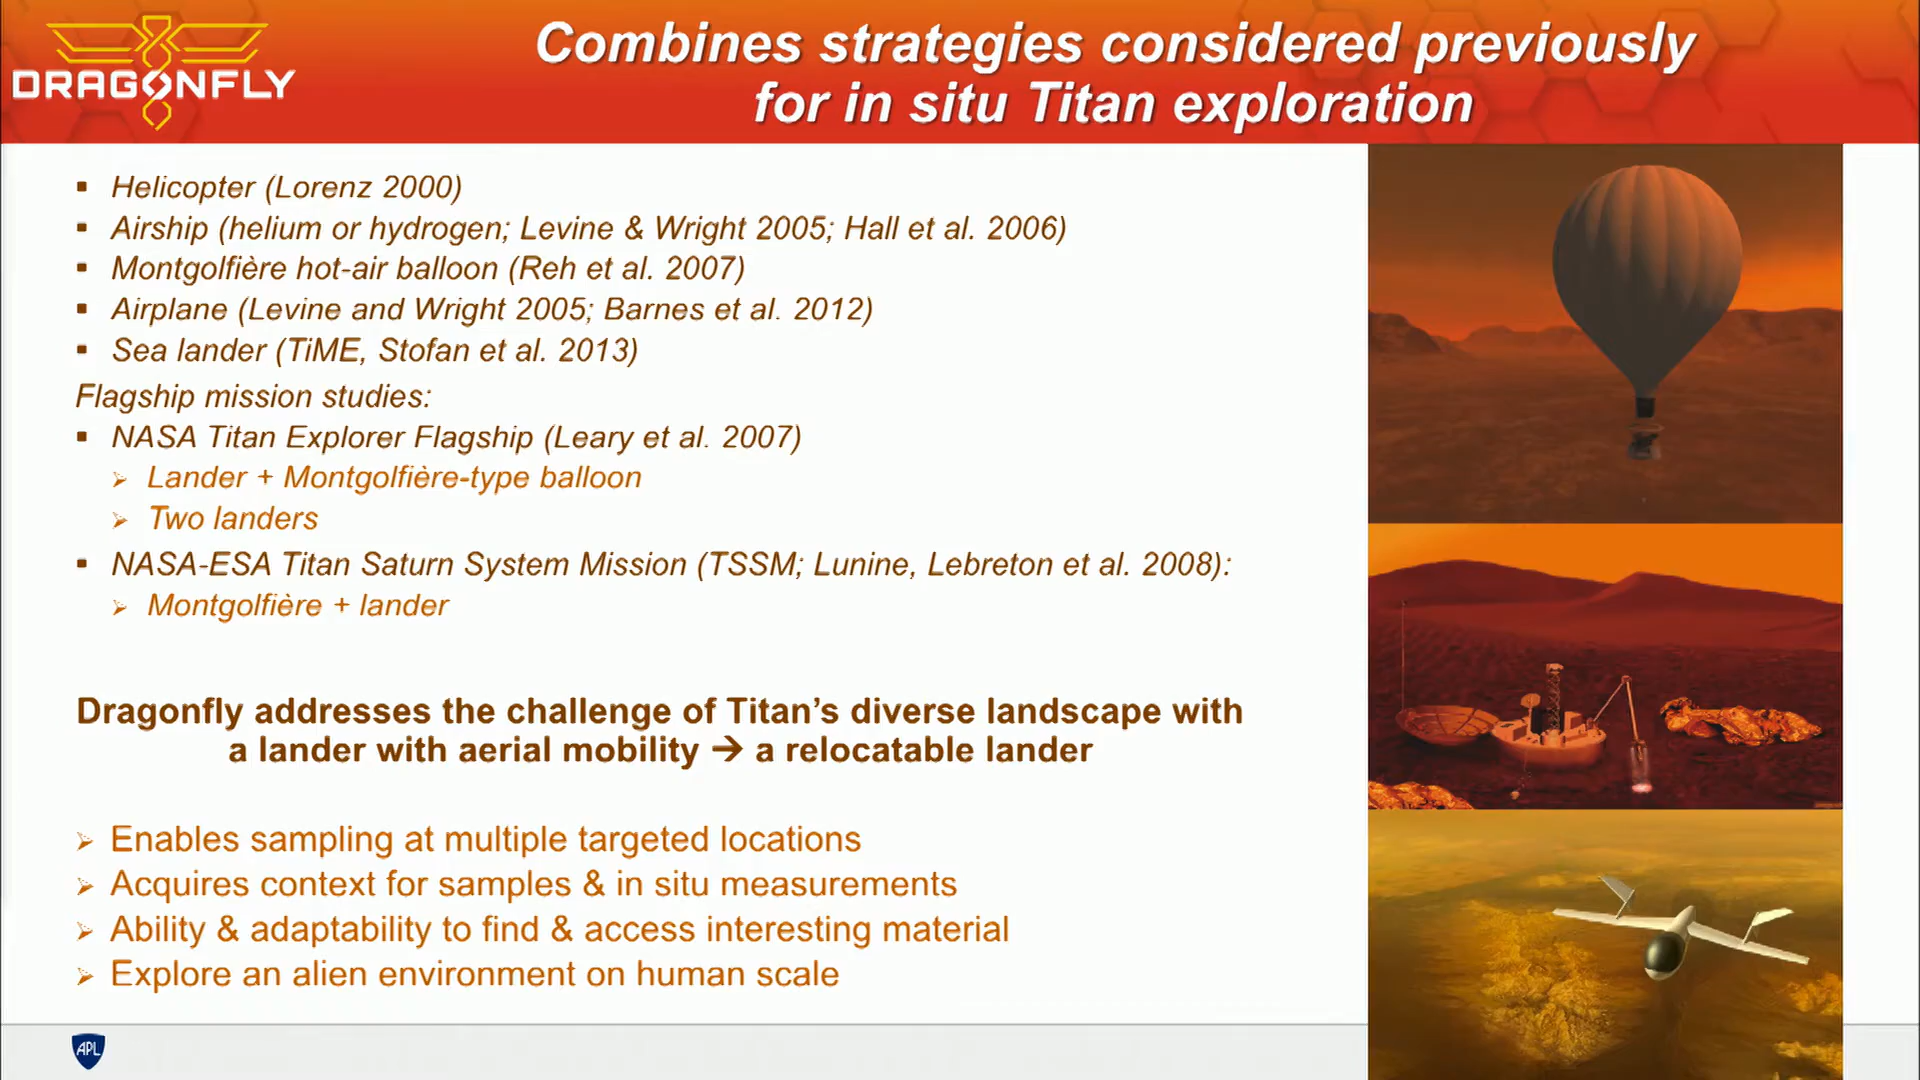 DRAGONFLY
Combines strategies considered previously
for in situ Titan exploration
▪ Helicopter (Lorenz 2000)
▪ Airship (helium or hydrogen; Levine & Wright 2005; Hall et al. 2006)
▪ Montgolfière hot-air balloon (Reh et al. 2007)
▪ Airplane (Levine and Wright 2005; Barnes et al. 2012)
▪ Sea lander (TiME, Stofan et al. 2013)
Flagship mission studies:
▪ NASA Titan Explorer Flagship (Leary et al. 2007)
➢ Lander + Montgolfière-type balloon
➢ Two landers
▪ NASA-ESA Titan Saturn System Mission (TSSM; Lunine, Lebreton et al. 2008):
➢ Montgolfière + lander
Dragonfly addresses the challenge of Titan’s diverse landscape with
a lander with aerial mobility → a relocatable lander
➢ Enables sampling at multiple targeted locations
➢ Acquires context for samples & in situ measurements
➢ Ability & adaptability to find & access interesting material
➢ Explore an alien environment on human scale
APL